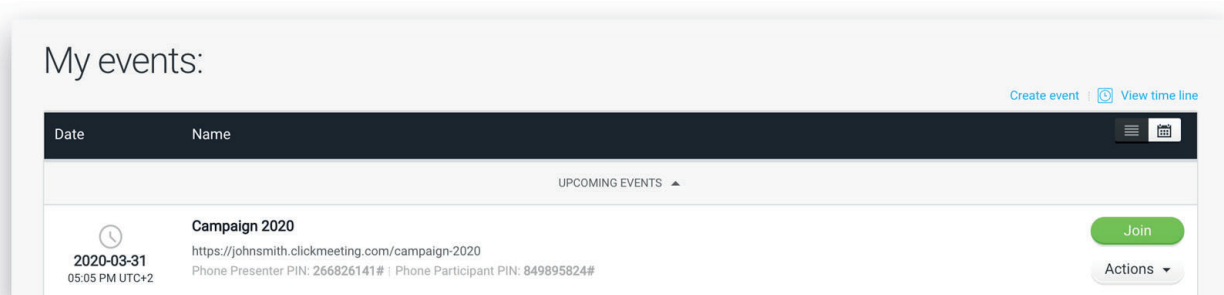 My events:
Create event | View time line
Date Name
UPCOMING EVENTS
Campaign 2020
Join
https://johnsmith.clickmeeting.com/campaign-2020
2020-03-31
Phone Presenter PIN: 266826141# | Phone Participant PIN: 849895824#
Actions
05:05 PM UTC+2